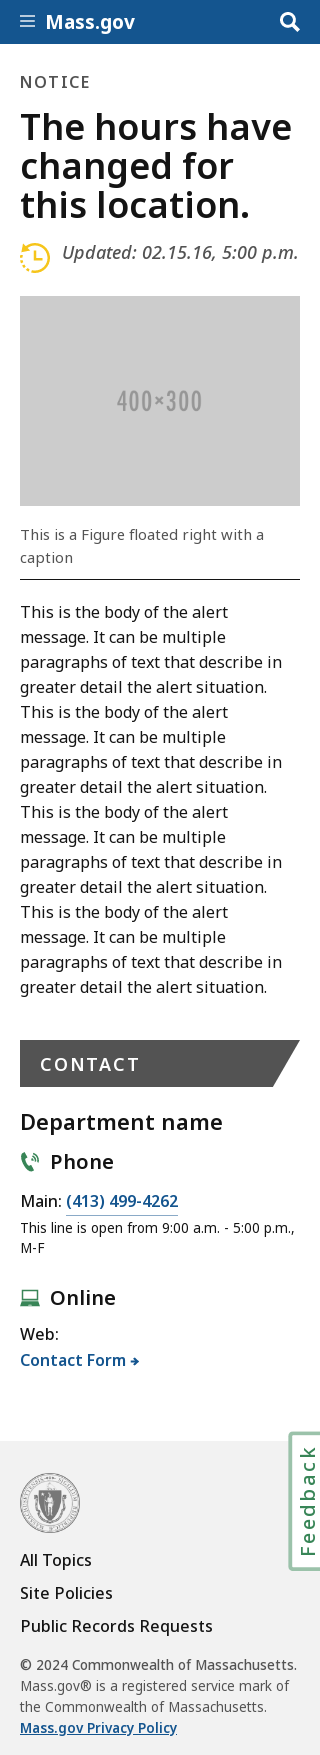 Mass.gov
NOTICE
The hours have
changed for
this location.
Updated: 02.15.16, 5:00 p.m.
400×300
This is a Figure floated right with a
caption
This is the body of the alert
message. It can be multiple
paragraphs of text that describe in
greater detail the alert situation.
This is the body of the alert
message. It can be multiple
paragraphs of text that describe in
greater detail the alert situation.
This is the body of the alert
message. It can be multiple
paragraphs of text that describe in
greater detail the alert situation.
This is the body of the alert
message. It can be multiple
paragraphs of text that describe in
greater detail the alert situation.
CONTACT
Department name
Phone
Main: (413) 499-4262
This line is open from 9:00 a.m. - 5:00 p.m.,
M-F
Online
Web:
Contact Form
Feedback
All Topics
Site Policies
Public Records Requests
© 2024 Commonwealth of Massachusetts.
Mass.gov® is a registered service mark of
the Commonwealth of Massachusetts.
Mass.gov Privacy Policy